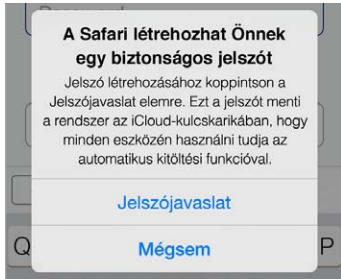 Password
A Safari létrehozhat Önnek
egy biztonságos jelszót
Jelszó létrehozásához koppintson a
Jelszójavaslat elemre. Ezt a jelszót menti
a rendszer az iCloud-kulcskarikában, hogy
minden eszközén használni tudja az
automatikus kitöltési funkcióval.
Jelszójavaslat
Mégsem
Q P